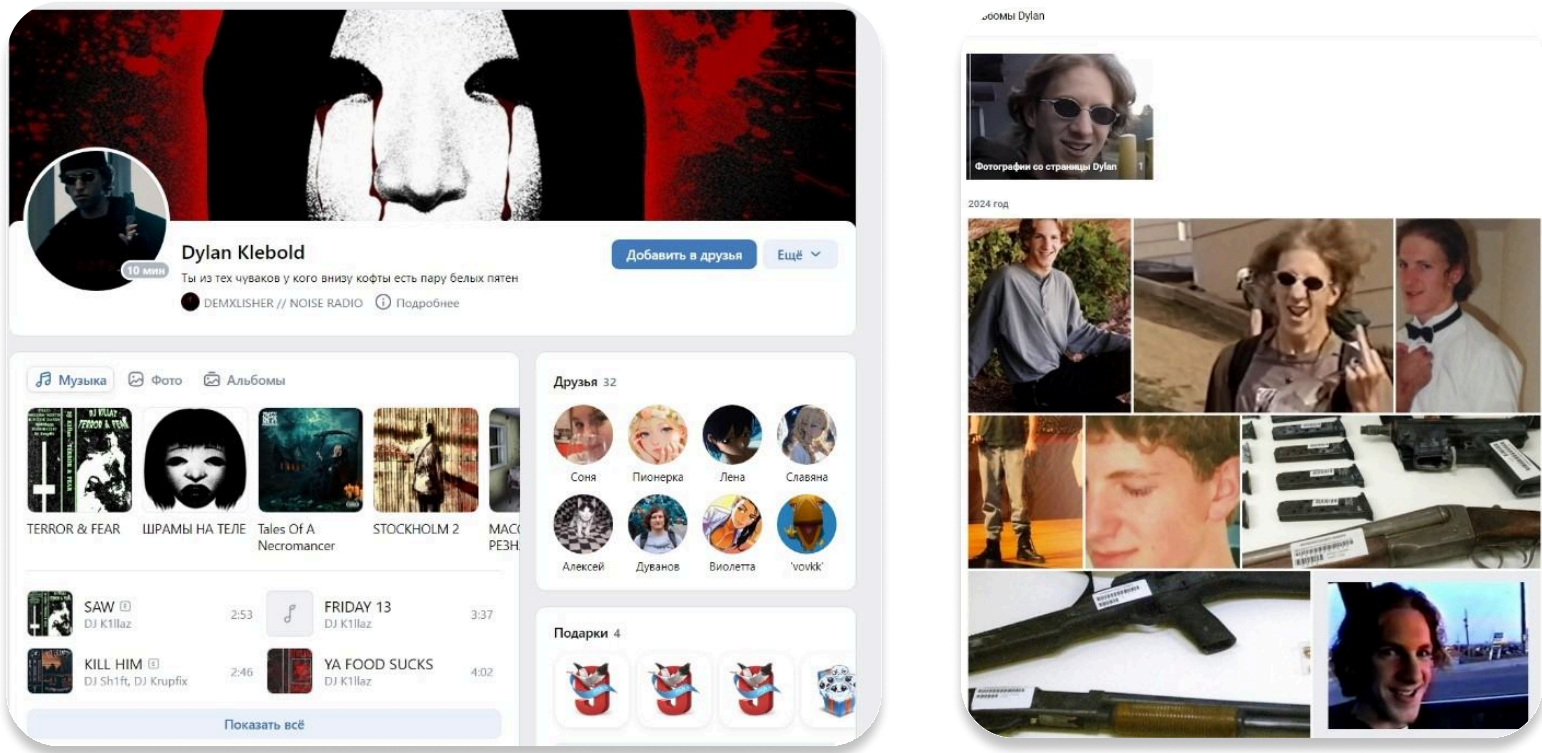 Dylan Klebold
Ты из тех чуваков у кого внизу кофты есть пару белых пятен
DEMXLISHER // NOISE RADIO Подробнее
10 мин
Добавить в друзья
Ещё
Музыка Фото Альбомы
TERROR & FEAR
ШРАМЫ НА ТЕЛЕ
Tales Of A
Necromancer
STOCKHOLM 2
SAW
DJ K1llaz
2:53
FRIDAY 13
DJ K1llaz
3:37
KILL HIM
DJ Sh1ft, DJ Krupfix
2:46
YA FOOD SUCKS
DJ K1llaz
4:02
Показать всё
Друзья 32
Соня Пионерка Лена Славяна
Алексей Дуванов Виолетта 'vovkk'
Подарки 4
Dylan
Фотографии со страницы Dylan 1
2024 год